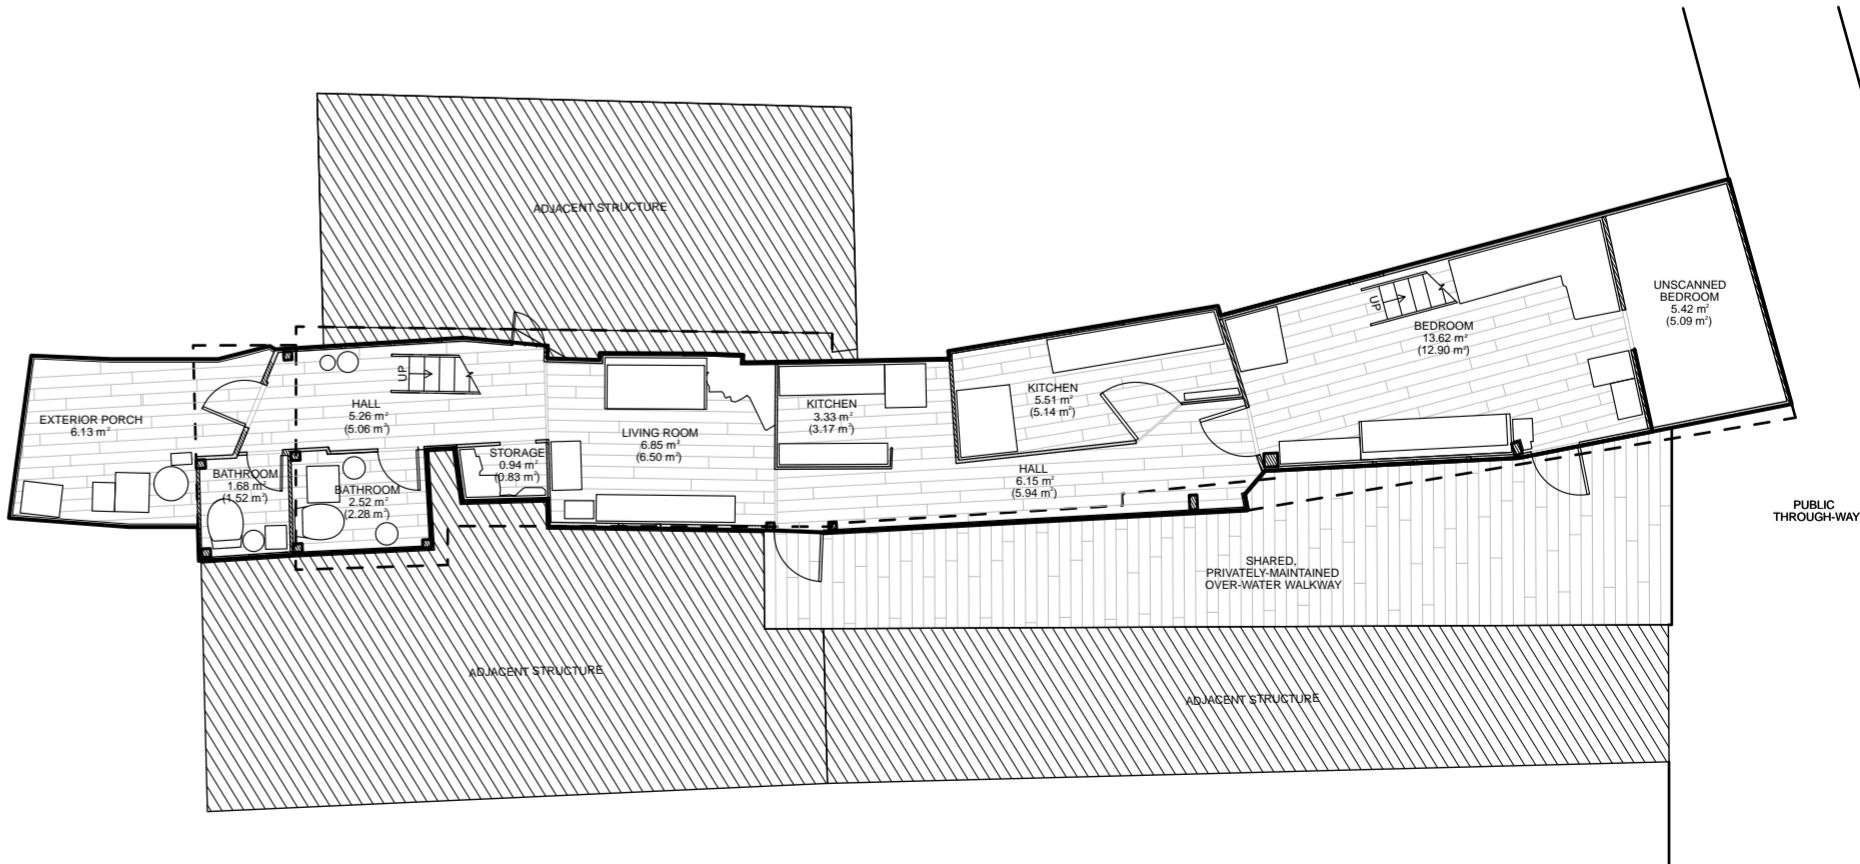 ADJACENT STRUCTURE
UNSCANNED
BEDROOM
5.42 m²
(5.09 m²)
UP
BEDROOM
13.62 m²
(12.90 m²)
UP
HALL
5.26 m²
(5.06 m²)
EXTERIOR PORCH
6.13 m²
LIVING ROOM
6.85 m²
(6.50 m²)
KITCHEN
3.33 m²
(3.17 m²)
KITCHEN
5.51 m²
(5.14 m²)
STORAGE
0.94 m²
(0.83 m²)
BATHROOM
1.68 m²
(1.52 m²)
BATHROOM
2.52 m²
(2.28 m²)
HALL
6.15 m²
(5.94 m²)
PUBLIC
THROUGH-WAY
SHARED,
PRIVATELY-MAINTAINED
OVER-WATER WALKWAY
ADJACENT STRUCTURE
ADJACENT STRUCTURE